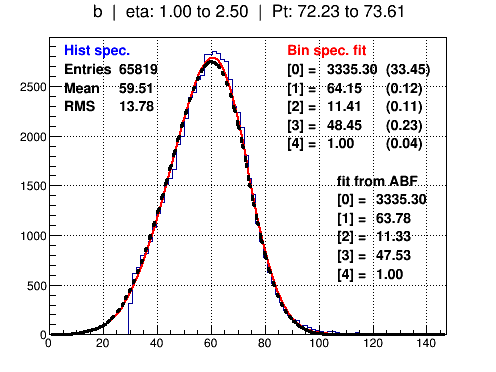 b | eta: 1.00 to 2.50 | Pt: 72.23 to 73.61
Hist spec.
Entries 65819
Mean 59.51
RMS 13.78
Bin spec. fit
[0] = 3335.30 (33.45)
[1] = 64.15 (0.12)
[2] = 11.41 (0.11)
[3] = 48.45 (0.23)
[4] = 1.00 (0.04)
fit from ABF
[0] = 3335.30
[1] = 63.78
[2] = 11.33
[3] = 47.53
[4] = 1.00
2500
2000
1500
1000
500
0
0 20 40 60 80 100 120 140